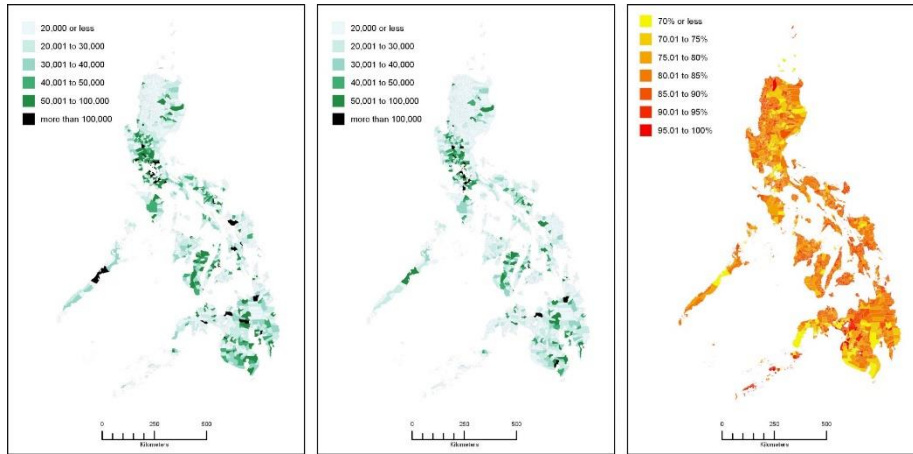 20,000 or less
20,001 to 30,000
30,001 to 40,000
40,001 to 50,000
50,001 to 100,000
more than 100,000
0 250 500
Kilometers
20,000 or less
20,001 to 30,000
30,001 to 40,000
40,001 to 50,000
50,001 to 100,000
more than 100,000
0 250 500
Kilometers
70% or less
70.01 to 75%
75.01 to 80%
80.01 to 85%
85.01 to 90%
90.01 to 95%
95.01 to 100%
0 250 500
Kilometers